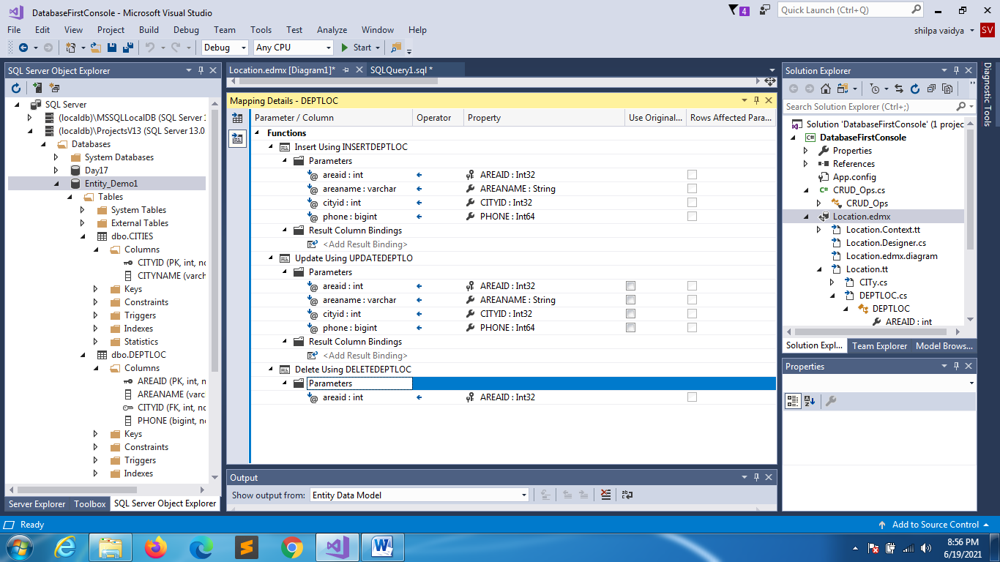 DatabaseFirstConsole - Microsoft Visual Studio
4
Quick Launch (Ctrl+Q)
File Edit View Project Build Debug Team Tools Test Analyze Window Help
shilpa vaidya SV
Debug Any CPU Start
SQL Server Object Explorer
SQL Server
(localdb)\MSSQLLocalDB (SQL Server 1
(localdb)\ProjectsV13 (SQL Server 13.0
Databases
System Databases
Day17
Entity_Demo1
Tables
System Tables
External Tables
dbo.CITIES
Columns
CITYID (PK, int, no
CITYNAME (varch
Keys
Constraints
Triggers
Indexes
Statistics
dbo.DEPTLOC
Columns
AREAID (PK, int, n
AREANAME (varc
CITYID (FK, int, no
PHONE (bigint, no
Keys
Constraints
Triggers
Indexes
Server Explorer Toolbox SQL Server Object Explorer
Location.edmx [Diagram1]* SQLQuery1.sql *
Mapping Details - DEPTLOC
Parameter / Column Operator Property Use Original... Rows Affected Para...
Functions
Insert Using INSERTDEPTLOC
Parameters
areaid : int AREAID : Int32
areaname : varchar AREANAME : String
cityid : int CITYID : Int32
phone : bigint PHONE : Int64
Result Column Bindings
<Add Result Binding>
Update Using UPDATEDEPTLO
Parameters
areaid : int AREAID : Int32
areaname : varchar AREANAME : String
cityid : int CITYID : Int32
phone : bigint PHONE : Int64
Result Column Bindings
<Add Result Binding>
Delete Using DELETEDEPTLOC
Parameters
areaid : int AREAID : Int32
Output
Show output from: Entity Data Model
Solution Explorer
Search Solution Explorer (Ctrl+;)
Solution 'DatabaseFirstConsole' (1 projec
DatabaseFirstConsole
Properties
References
App.config
CRUD_Ops.cs
CRUD_Ops
Location.edmx
Location.Context.tt
Location.Designer.cs
Location.edmx.diagram
Location.tt
CITy.cs
DEPTLOC.cs
DEPTLOC
AREAID : int
Solution Expl... Team Explorer Model Brows...
Properties
Diagnostic Tools
Ready
Add to Source Control
8:56 PM
6/19/2021